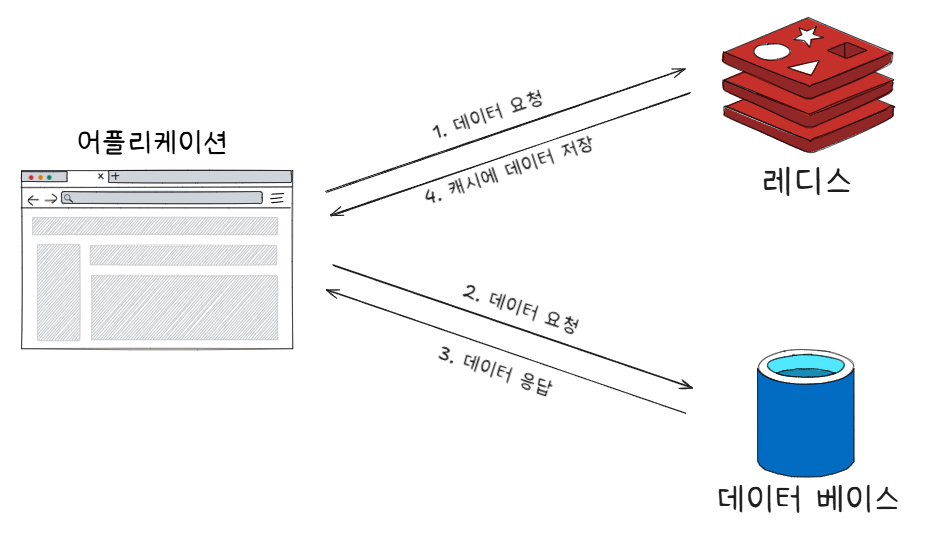 어플리케이션
x +
1. 데이터 요청
4. 캐시에 데이터 저장
레디스
2. 데이터 요청
3. 데이터 응답
데이터 베이스